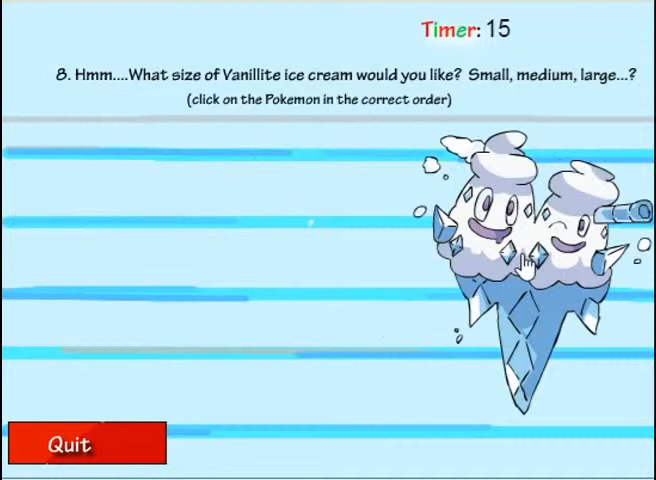 Timer: 15
8. Hmm....What size of Vanillite ice cream would you like? Small, medium, large...?
(click on the Pokemon in the correct order)
Quit